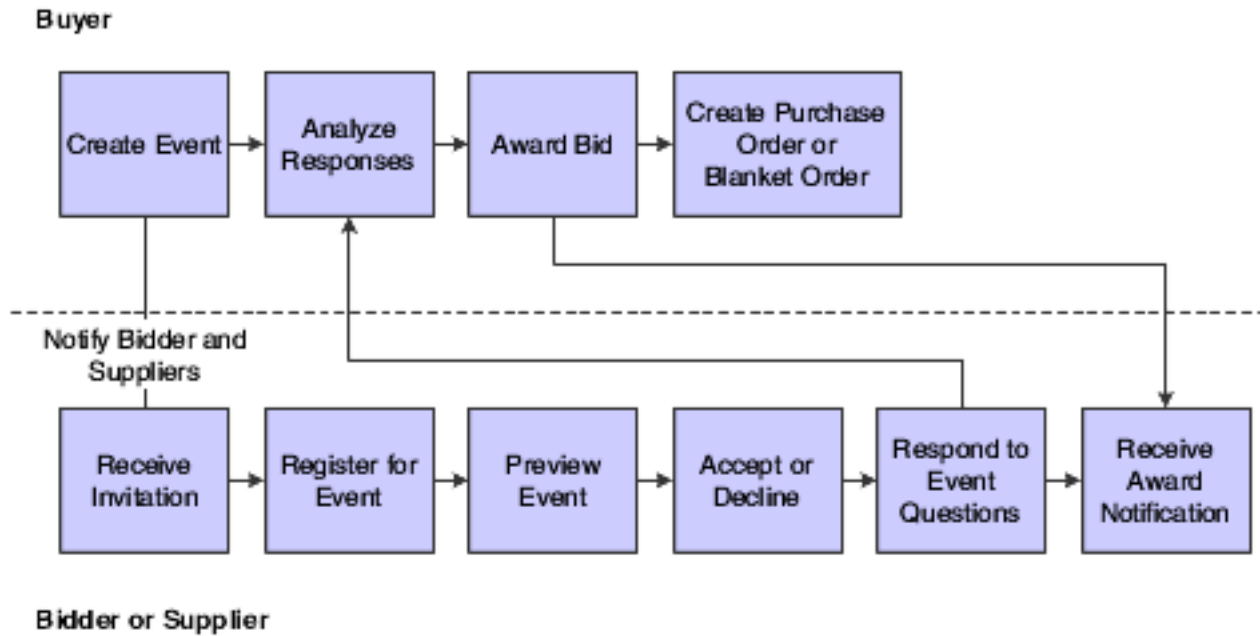 Buyer
Create Event
Analyze
Responses
Award Bid
Create Purchase
Order or
Blanket Order
Notify Bidder and
Suppliers
Receive
Invitation
Register for
Event
Preview
Event
Accept or
Decline
Respond to
Event
Questions
Receive
Award
Notification
Bidder or Supplier